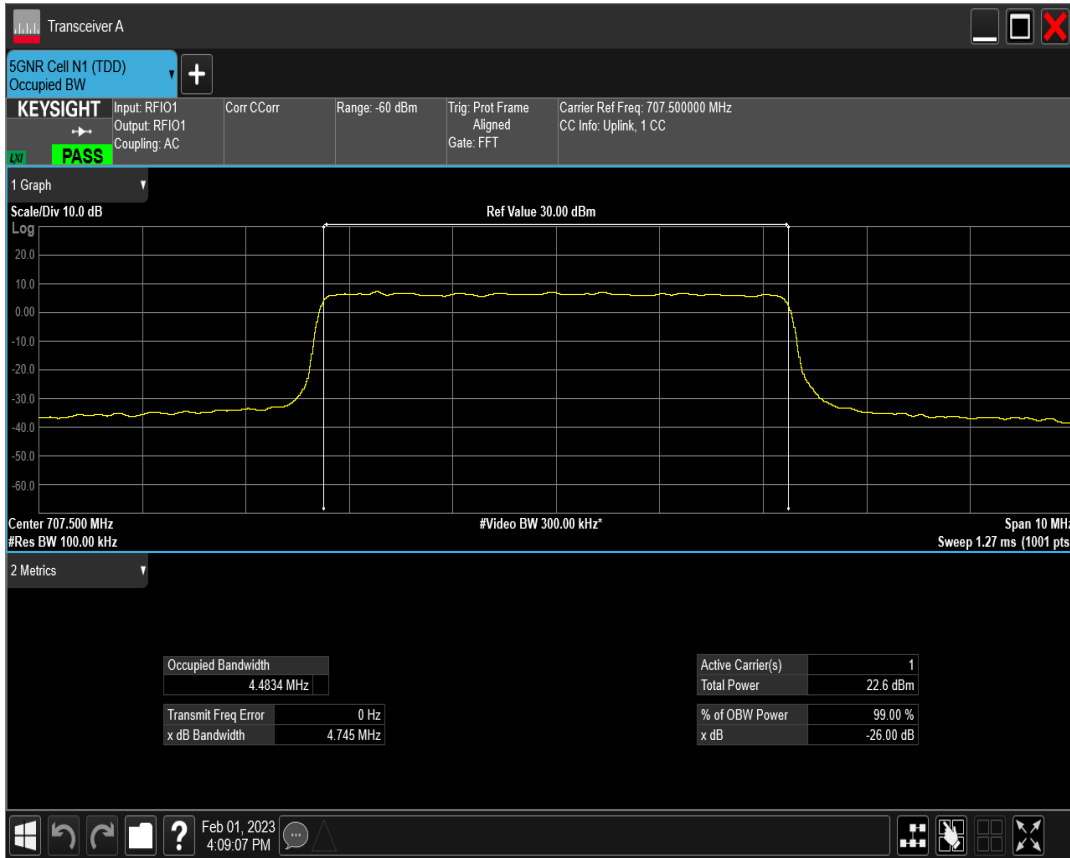 Transceiver A
5GNR Cell N1 (TDD)
Occupied BW
KEYSIGHT
LXI
PASS
Input: RFIO1
Output: RFIO1
Coupling: AC
Corr CCorr
Range: -60 dBm
Trig: Prot Frame
Aligned
Gate: FFT
Carrier Ref Freq: 707.500000 MHz
CC Info: Uplink, 1 CC
1 Graph
Scale/Div 10.0 dB
Ref Value 30.00 dBm
Log
20.0
10.0
0.00
-10.0
-20.0
-30.0
-40.0
-50.0
-60.0
Center 707.500 MHz
#Video BW 300.00 kHz*
Span 10 MHz
#Res BW 100.00 kHz
Sweep 1.27 ms (1001 pts
2 Metrics
Occupied Bandwidth
4.4834 MHz
Transmit Freq Error 0 Hz
x dB Bandwidth 4.745 MHz
Active Carrier(s) 1
Total Power 22.6 dBm
% of OBW Power 99.00 %
x dB -26.00 dB
?
Feb 01, 2023
4:09:07 PM